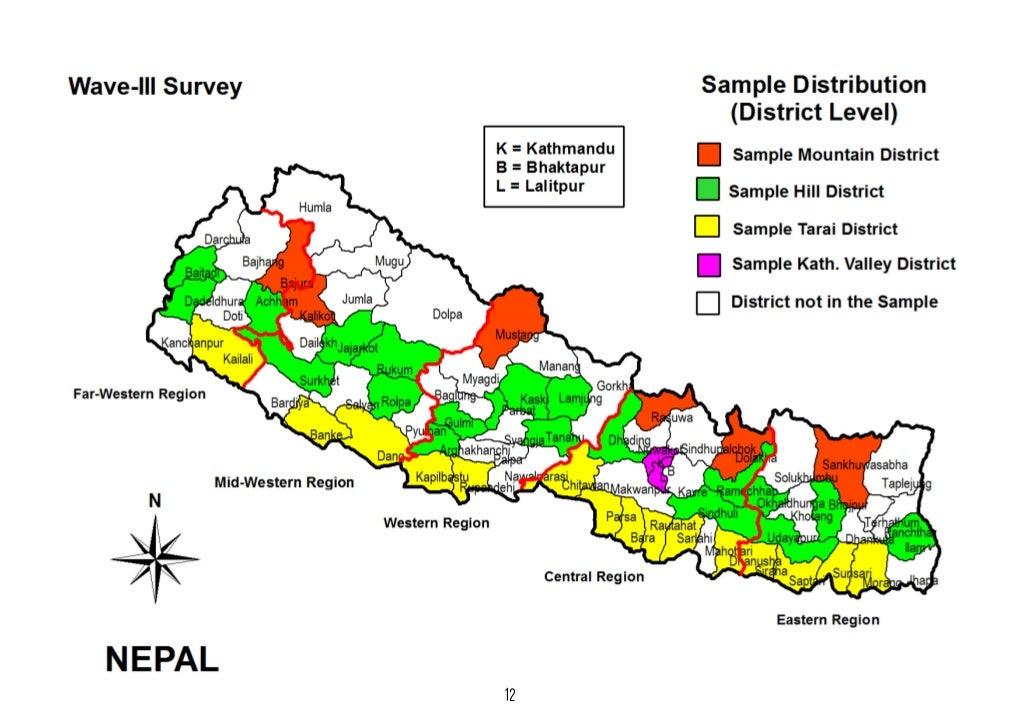 Wave-III Survey
Sample Distribution
(District Level)
K = Kathmandu
B = Bhaktapur
L = Lalitpur
Sample Mountain District
Sample Hill District
Sample Tarai District
Sample Kath. Valley District
District not in the Sample
Humla
Darchula
Bajhang
Mugu
Baitadi
Bajura
Dadeldhura
Achham
Jumla
Doti
Kalikot
Dolpa
Mustang
Kanchanpur
Dailekh
Jajarkot
Kailali
Manang
Rukum
Myagdi
Surkhet
Gorkha
Far-Western Region
Baglung
Kaski
Lamjung
Bardiya
Salyan
Rolpa
Parbat
Rasuwa
Gulmi
Banke
Pyuthan
Syangja
Tanahu
Dhading
Nuwakot
Sindhupalchok
Arghakhanchi
Dang
Palpa
Dolakha
K
B
L
Sankhuwasabha
Mid-Western Region
Kapilbastu
Rupandehi
Nawalparasi
Chitawan
Makwanpur
Kavre
Ramechhap
Solukhumbu
Taplejung
Okhaldhunga
Bhojpur
Khotang
Western Region
Parsa
Sindhuli
Rautahat
Terhathum
Panchthar
Bara
Sarlahi
Udayapur
Dhankuta
Ilam
Mahottari
Dhanusha
Siraha
Saptari
Sunsari
Morang
Jhapa
Central Region
Eastern Region
N
NEPAL
12